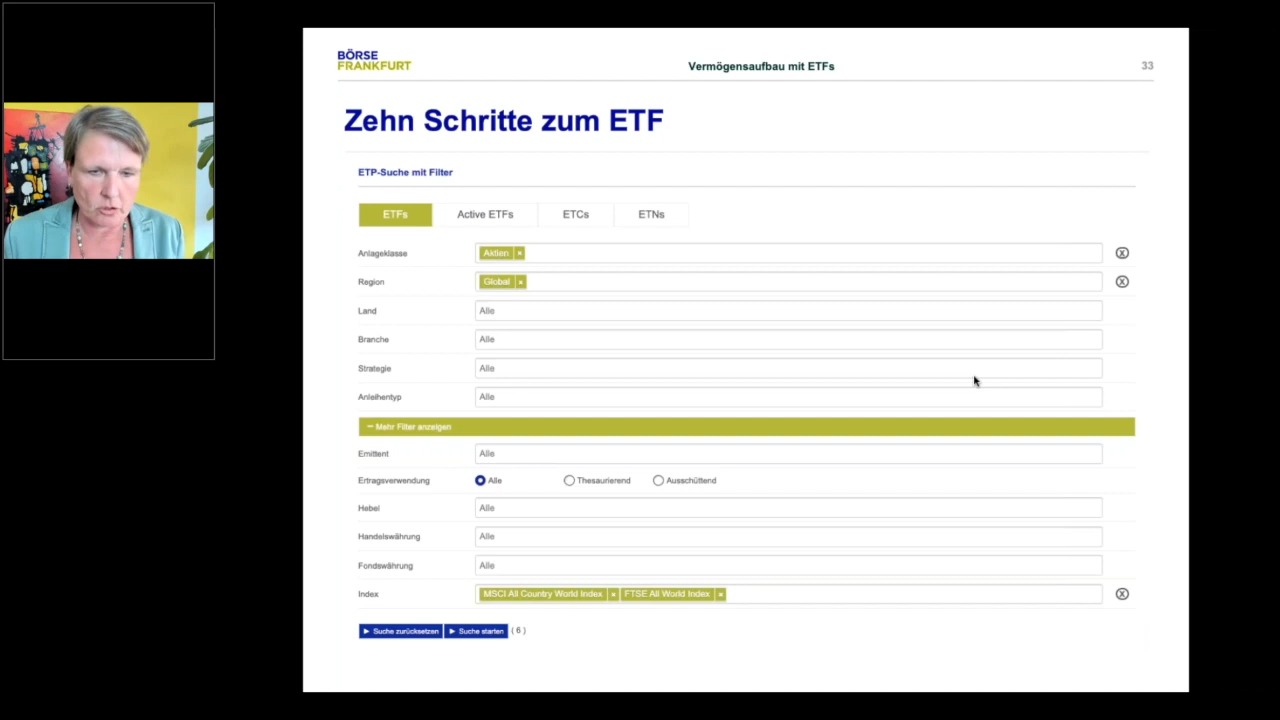 BÖRSE
FRANKFURT
Vermögensaufbau mit ETFs
33
Zehn Schritte zum ETF
ETP-Suche mit Filter
ETFs Active ETFs ETCs ETNs
Anlageklasse Aktien ×
Region Global ×
Land Alle
Branche Alle
Strategie Alle
Anleihentyp Alle
− Mehr Filter anzeigen
Emittent Alle
Ertragsverwendung Alle Thesaurierend Ausschüttend
Hebel Alle
Handelswährung Alle
Fondswährung Alle
Index MSCI All Country World Index × FTSE All World Index ×
Suche zurücksetzen Suche starten ( 6 )